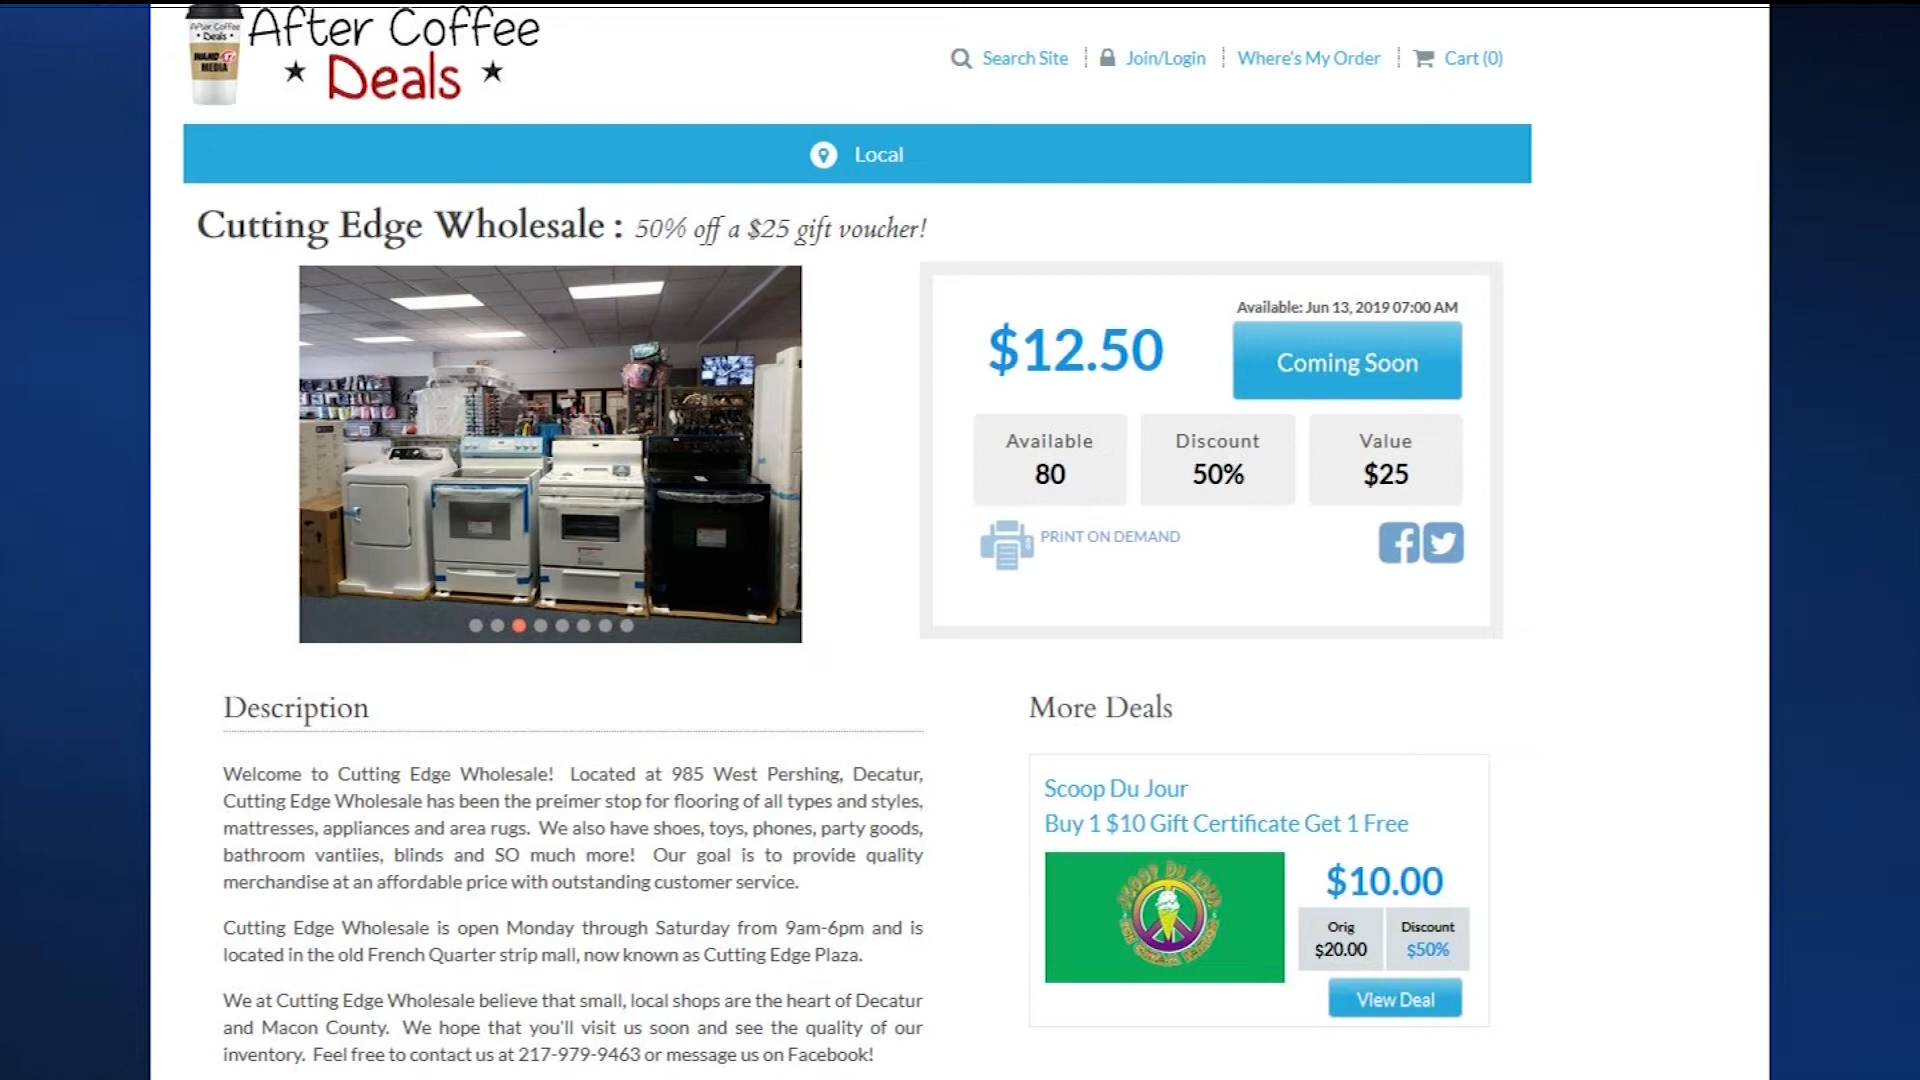 After Coffee
Deals
After Coffee
★ Deals ★
WAND
MEDIA
Search Site
Join/Login
Where's My Order
Cart (0)
Local
Cutting Edge Wholesale : 50% off a $25 gift voucher!
Available: Jun 13, 2019 07:00 AM
$12.50
Coming Soon
Available
80
Discount
50%
Value
$25
PRINT ON DEMAND
Description
Welcome to Cutting Edge Wholesale! Located at 985 West Pershing, Decatur,
Cutting Edge Wholesale has been the preimer stop for flooring of all types and styles,
mattresses, appliances and area rugs. We also have shoes, toys, phones, party goods,
bathroom vantiies, blinds and SO much more! Our goal is to provide quality
merchandise at an affordable price with outstanding customer service.
Cutting Edge Wholesale is open Monday through Saturday from 9am-6pm and is
located in the old French Quarter strip mall, now known as Cutting Edge Plaza.
We at Cutting Edge Wholesale believe that small, local shops are the heart of Decatur
and Macon County. We hope that you'll visit us soon and see the quality of our
inventory. Feel free to contact us at 217-979-9463 or message us on Facebook!
More Deals
Scoop Du Jour
Buy 1 $10 Gift Certificate Get 1 Free
SCOOP DU JOUR
$10.00
Orig
$20.00
Discount
$50%
View Deal